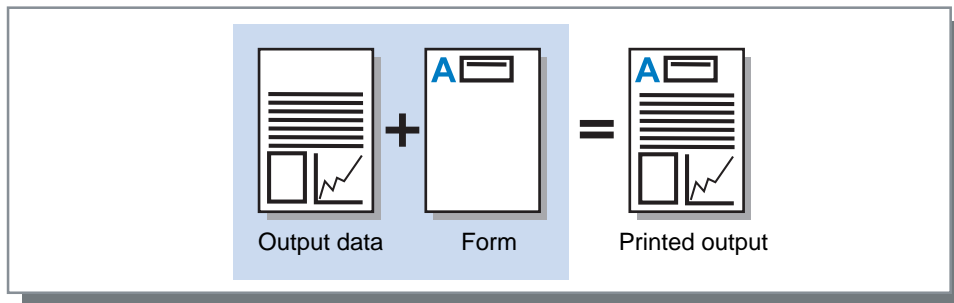 A
A
+
=
Output data
Form
Printed output